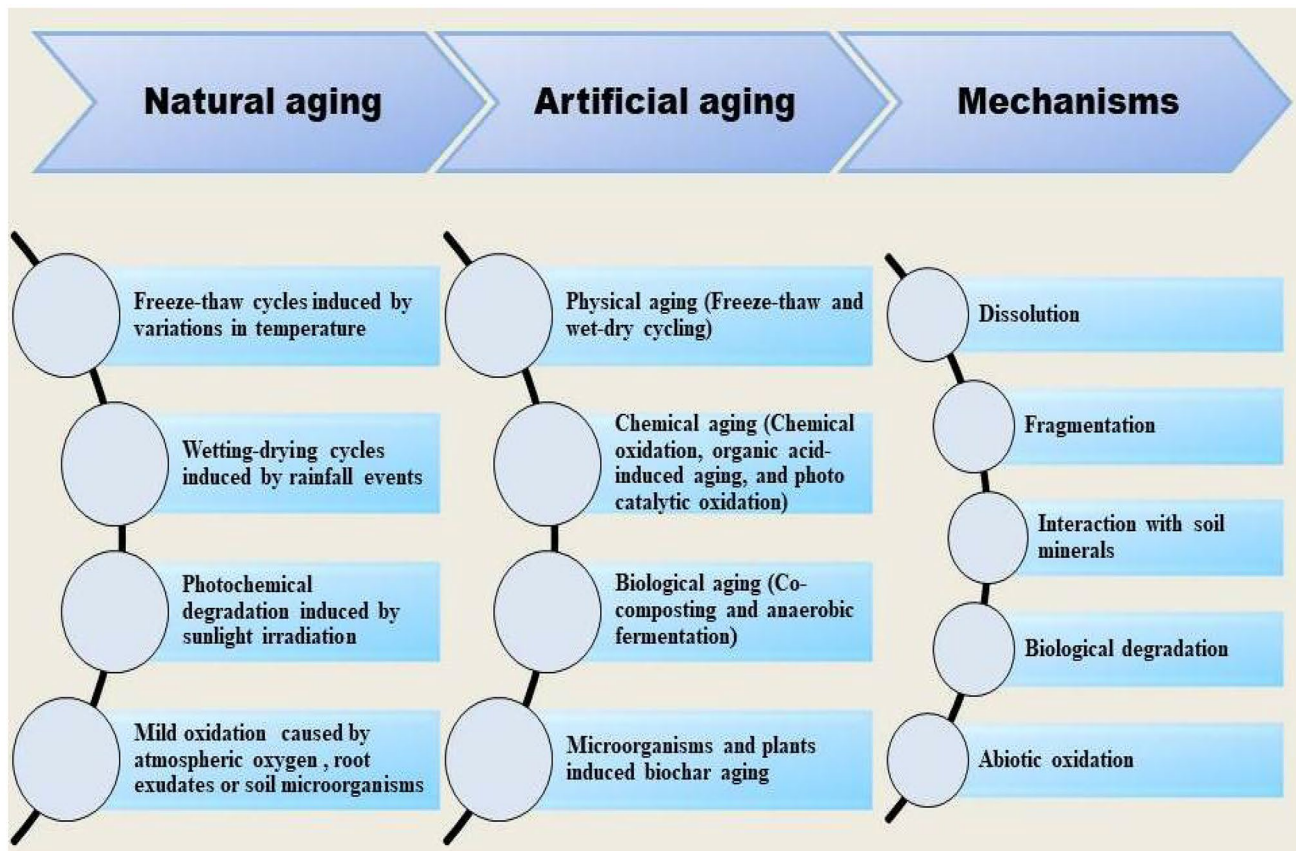 Natural aging
Artificial aging
Mechanisms
Freeze-thaw cycles induced by
variations in temperature
Wetting-drying cycles
induced by rainfall events
Photochemical
degradation induced by
sunlight irradiation
Mild oxidation caused by
atmospheric oxygen , root
exudates or soil microorganisms
Physical aging (Freeze-thaw and
wet-dry cycling)
Chemical aging (Chemical
oxidation, organic acid-
induced aging, and photo
catalytic oxidation)
Biological aging (Co-
composting and anaerobic
fermentation)
Microorganisms and plants
induced biochar aging
Dissolution
Fragmentation
Interaction with soil
minerals
Biological degradation
Abiotic oxidation